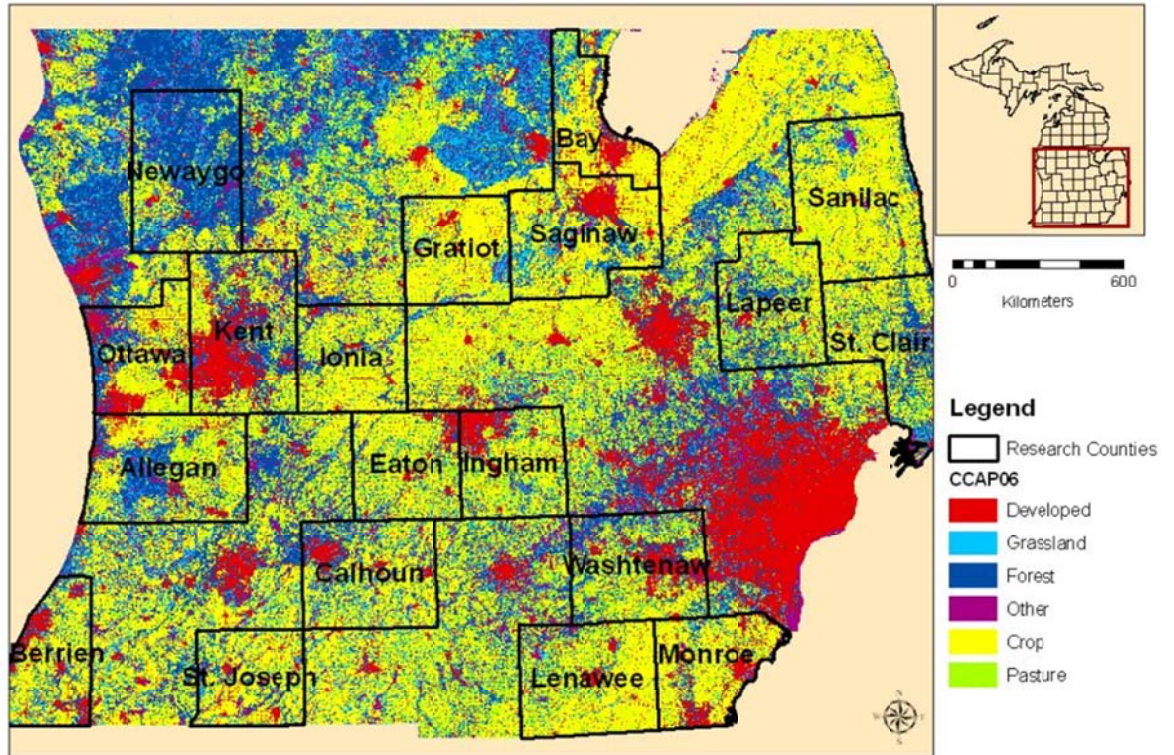 Bay
Newaygo
Sanilac
Gratiot
Saginaw
Lapeer
Kent
St. Clair
Ottawa
Ionia
Allegan
Eaton
Ingham
Calhoun
Washtenaw
Berrien
St. Joseph
Lenawee
Monroe
N
W E
S
0 600
Kilometers
Legend
Research Counties
CCAP06
Developed
Grassland
Forest
Other
Crop
Pasture